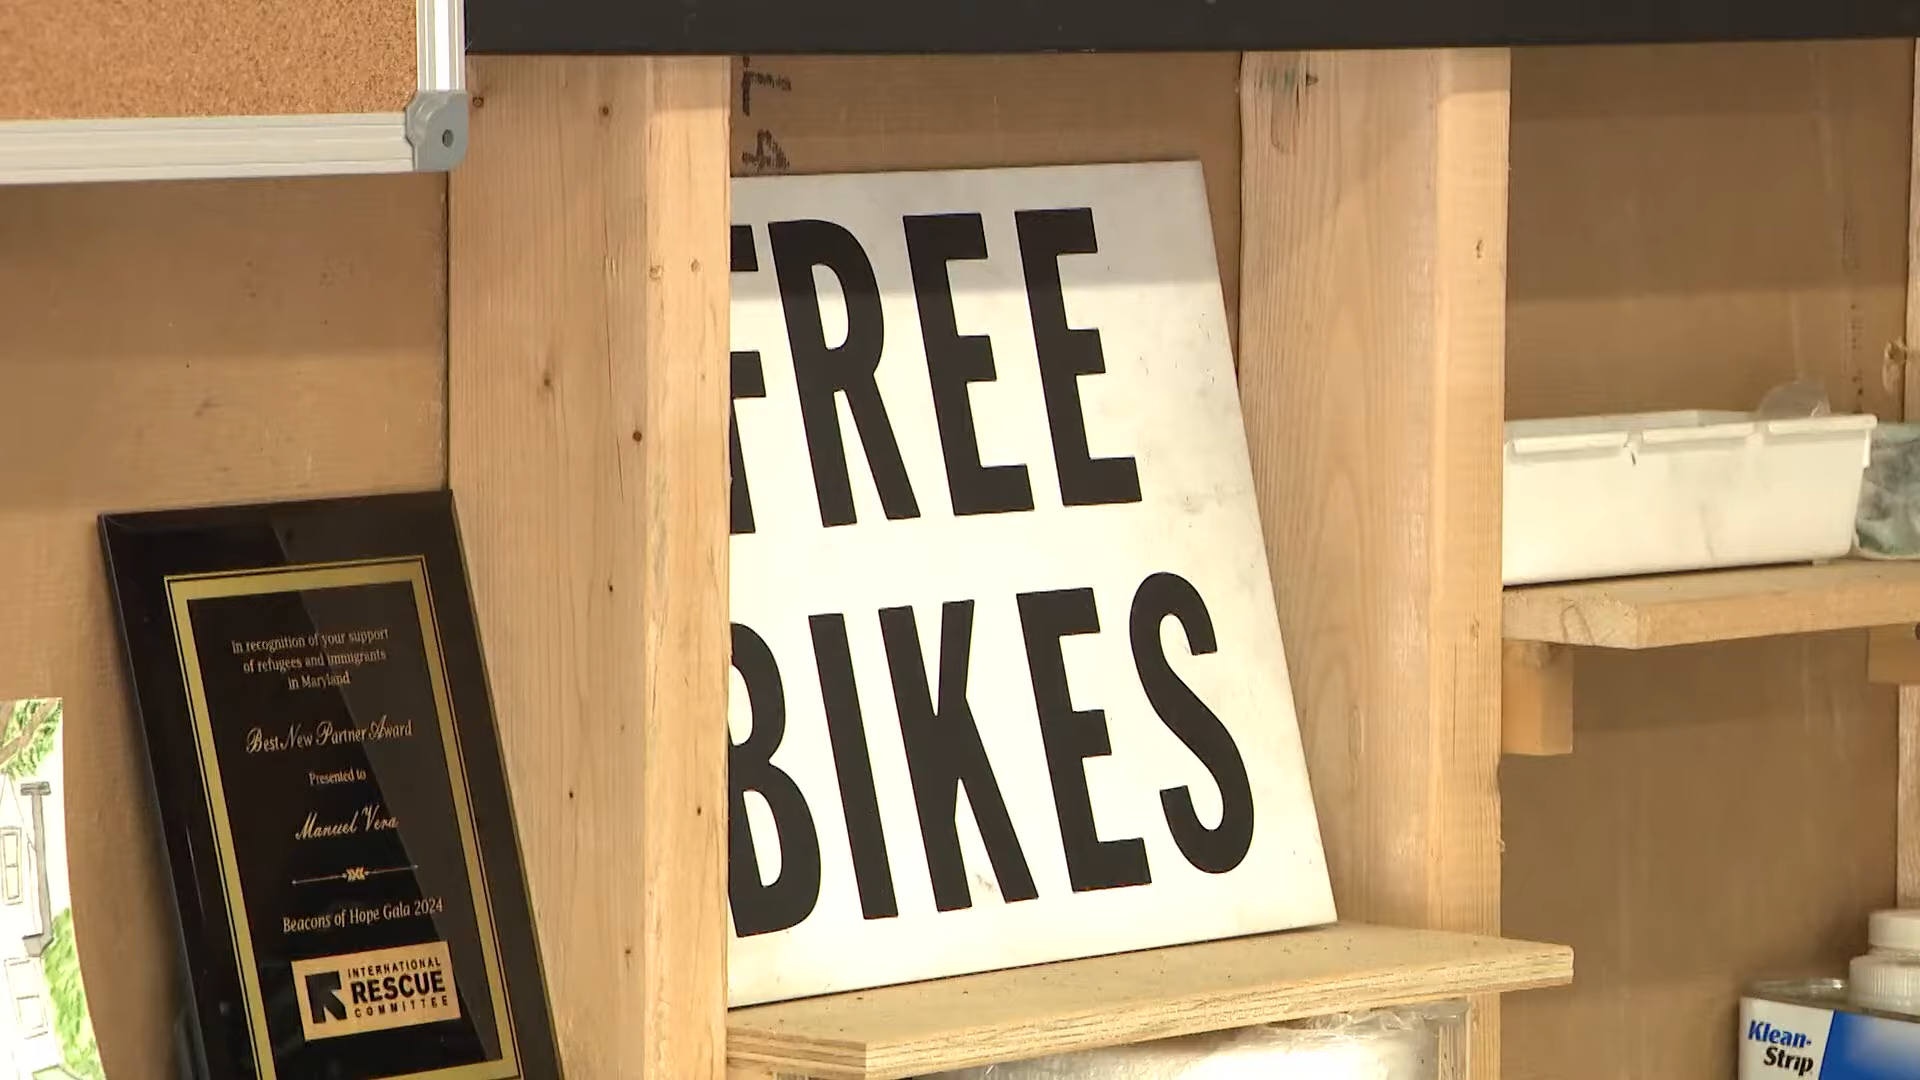 FREE
BIKES
In recognition of your support
of refugees and immigrants
in Maryland
Best New Partner Award
Presented to
Manuel Vera
Beacons of Hope Gala 2024
INTERNATIONAL
RESCUE
COMMITTEE
Klean-
Strip